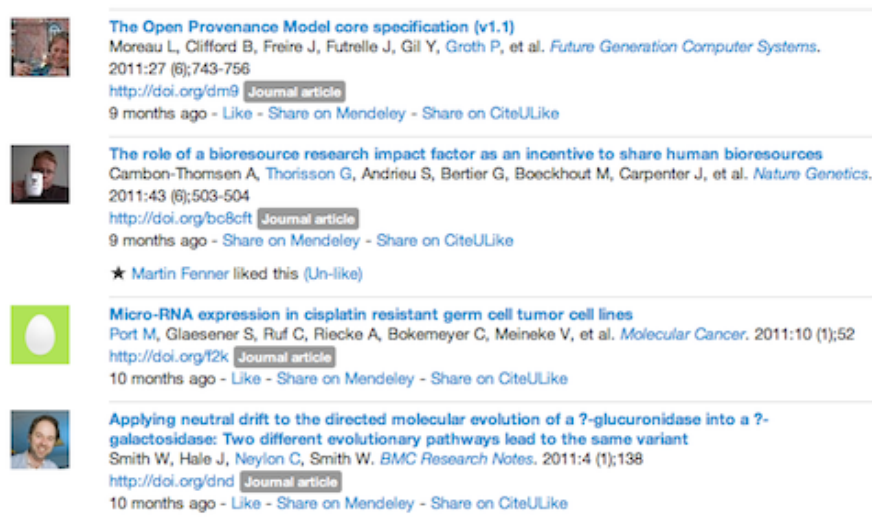 The Open Provenance Model core specification (v1.1)
Moreau L, Clifford B, Freire J, Futrelle J, Gil Y, Groth P, et al. Future Generation Computer Systems.
2011:27 (6);743-756
http://doi.org/dm9 Journal article
9 months ago - Like - Share on Mendeley - Share on CiteULike
The role of a bioresource research impact factor as an incentive to share human bioresources
Cambon-Thomsen A, Thorisson G, Andrieu S, Bertier G, Boeckhout M, Carpenter J, et al. Nature Genetics.
2011:43 (6);503-504
http://doi.org/bc8cft Journal article
9 months ago - Share on Mendeley - Share on CiteULike
★ Martin Fenner liked this (Un-like)
Micro-RNA expression in cisplatin resistant germ cell tumor cell lines
Port M, Glaesener S, Ruf C, Riecke A, Bokemeyer C, Meineke V, et al. Molecular Cancer. 2011:10 (1);52
http://doi.org/f2k Journal article
10 months ago - Like - Share on Mendeley - Share on CiteULike
Applying neutral drift to the directed molecular evolution of a ?-glucuronidase into a ?-
galactosidase: Two different evolutionary pathways lead to the same variant
Smith W, Hale J, Neylon C, Smith W. BMC Research Notes. 2011:4 (1);138
http://doi.org/dnd Journal article
10 months ago - Like - Share on Mendeley - Share on CiteULike